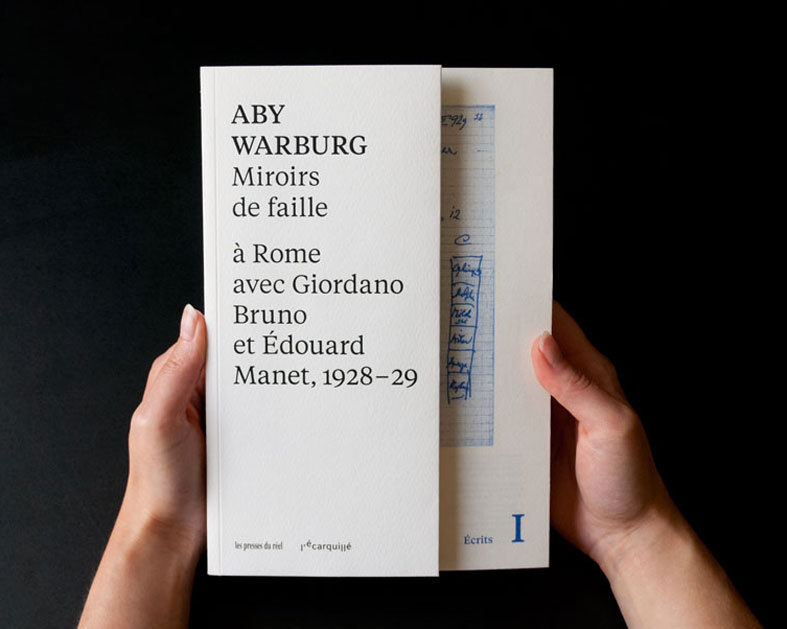 ABY
WARBURG
Miroirs
de faille
à Rome
avec Giordano
Bruno
et Édouard
Manet, 1928–29
les presses du réel
l'écarquillé
Écrits I